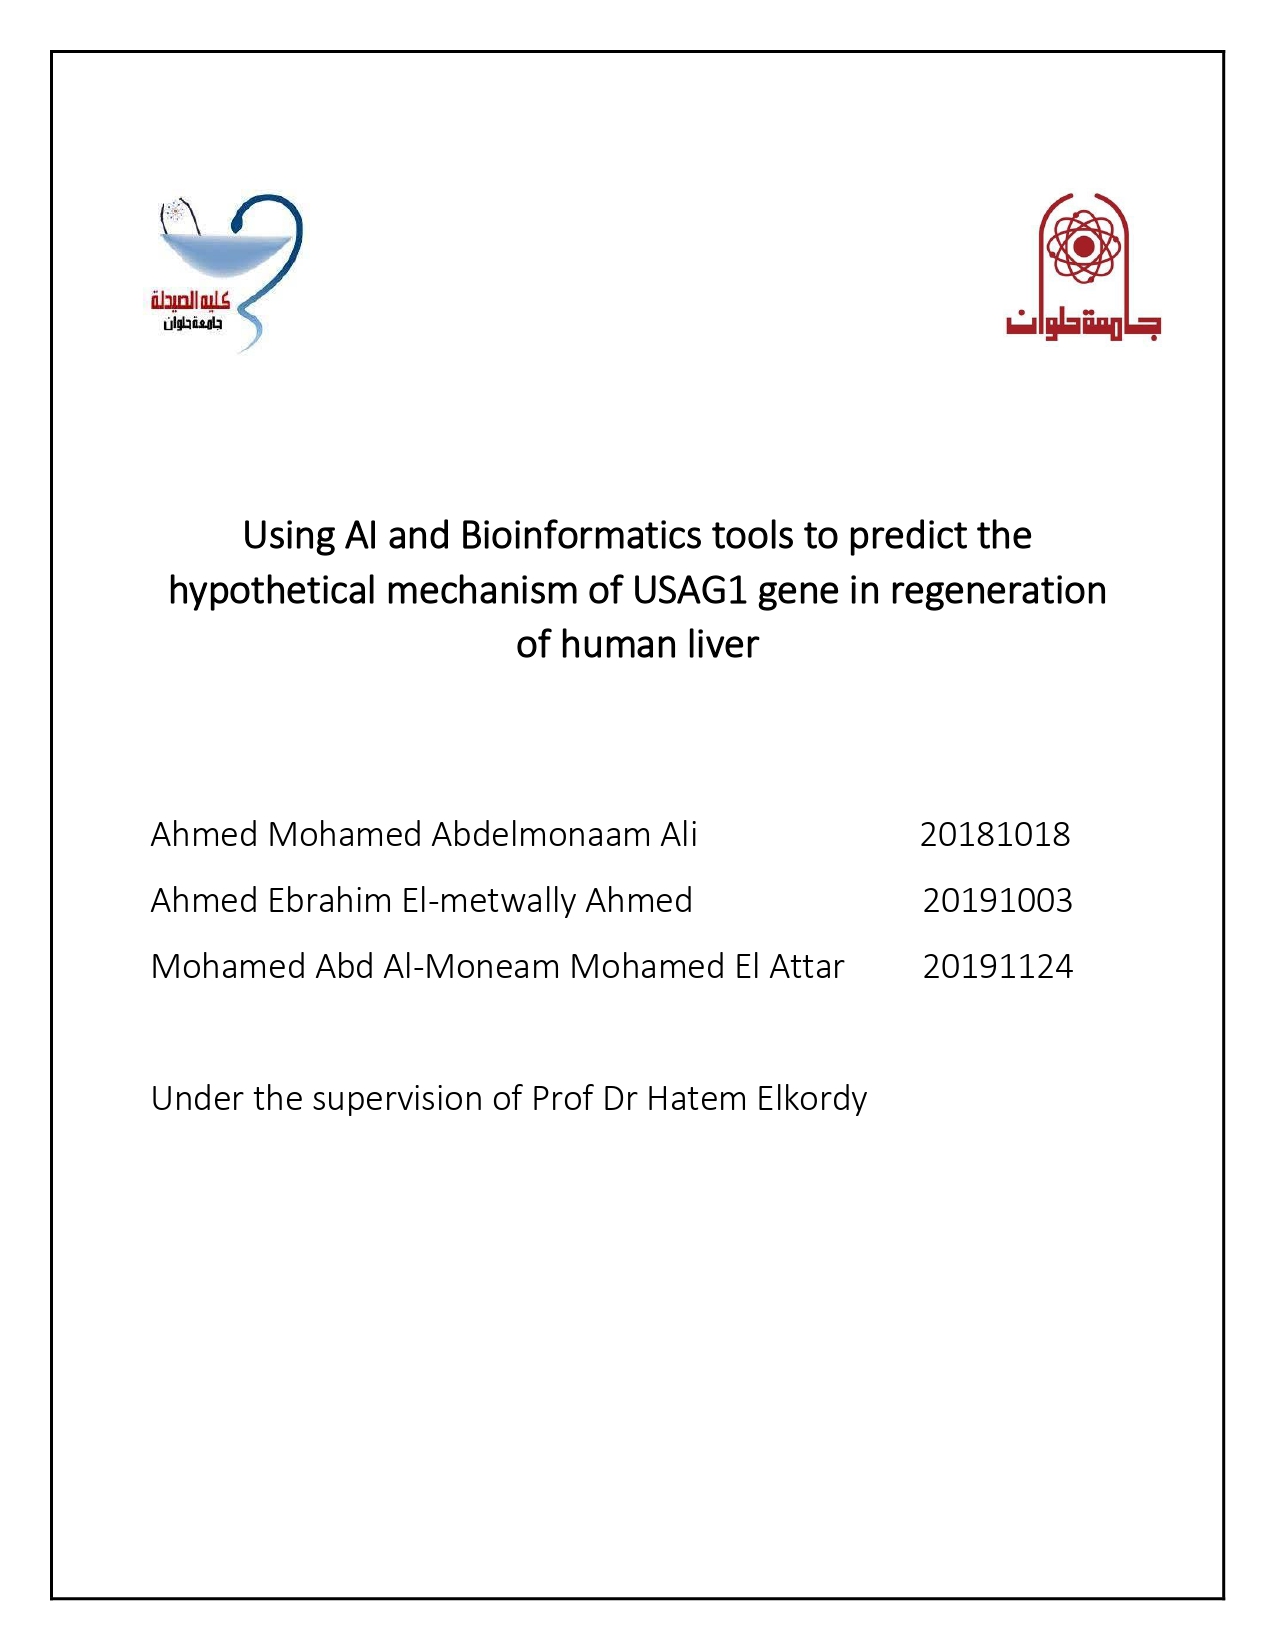 كلية الصيدلة
جامعة حلوان
جامعة حلوان
Using AI and Bioinformatics tools to predict the
hypothetical mechanism of USAG1 gene in regeneration
of human liver
Ahmed Mohamed Abdelmonaam Ali 20181018
Ahmed Ebrahim El-metwally Ahmed 20191003
Mohamed Abd Al-Moneam Mohamed El Attar 20191124
Under the supervision of Prof Dr Hatem Elkordy